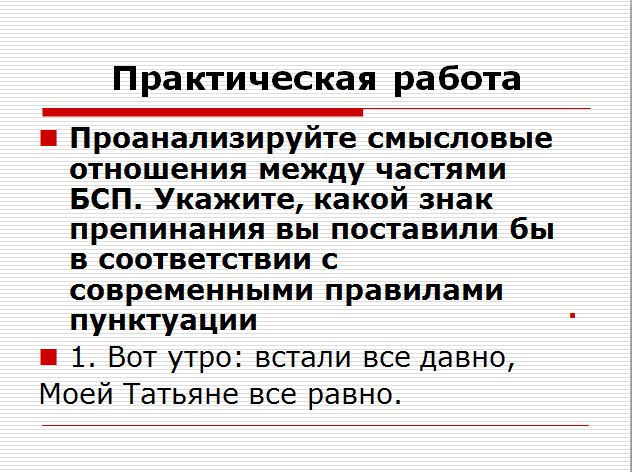 Практическая работа
Проанализируйте смысловые
отношения между частями
БСП. Укажите, какой знак
препинания вы поставили бы
в соответствии с
современными правилами
пунктуации
1. Вот утро: встали все давно,
Моей Татьяне все равно.